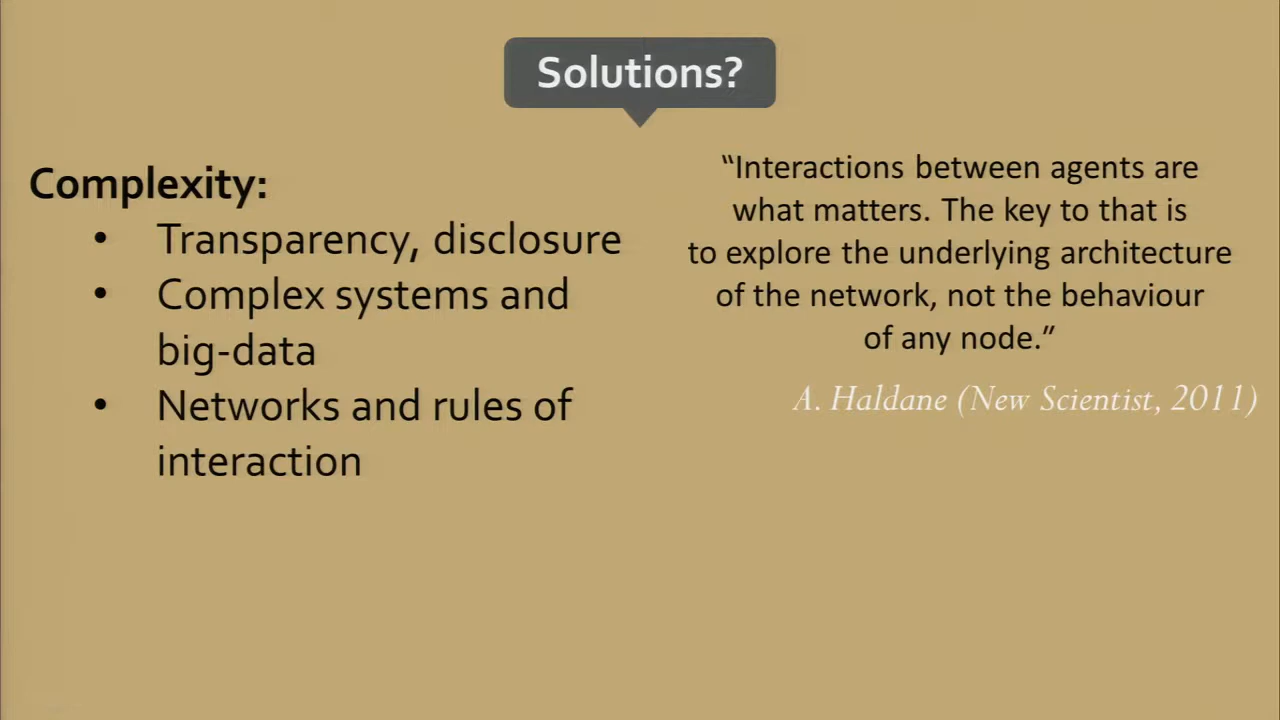 Solutions?
Complexity:
• Transparency, disclosure
• Complex systems and
big-data
• Networks and rules of
interaction
“Interactions between agents are
what matters. The key to that is
to explore the underlying architecture
of the network, not the behaviour
of any node.”
A. Haldane (New Scientist, 2011)